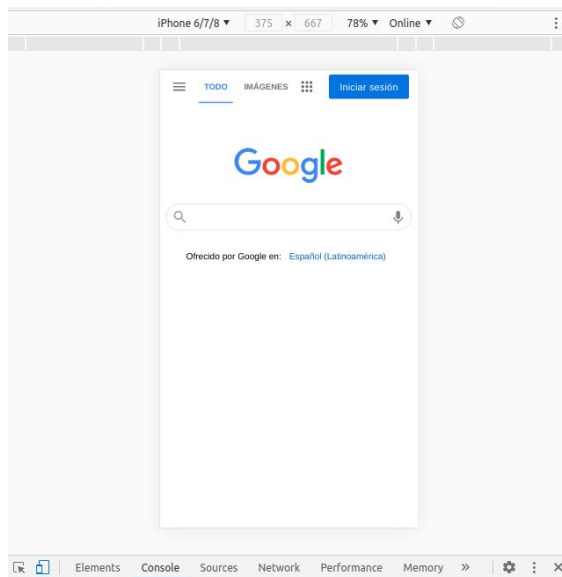 iPhone 6/7/8 ▼ 375 × 667 78% ▼ Online ▼
TODO IMÁGENES Iniciar sesión
Google
Ofrecido por Google en: Español (Latinoamérica)
Elements Console Sources Network Performance Memory »